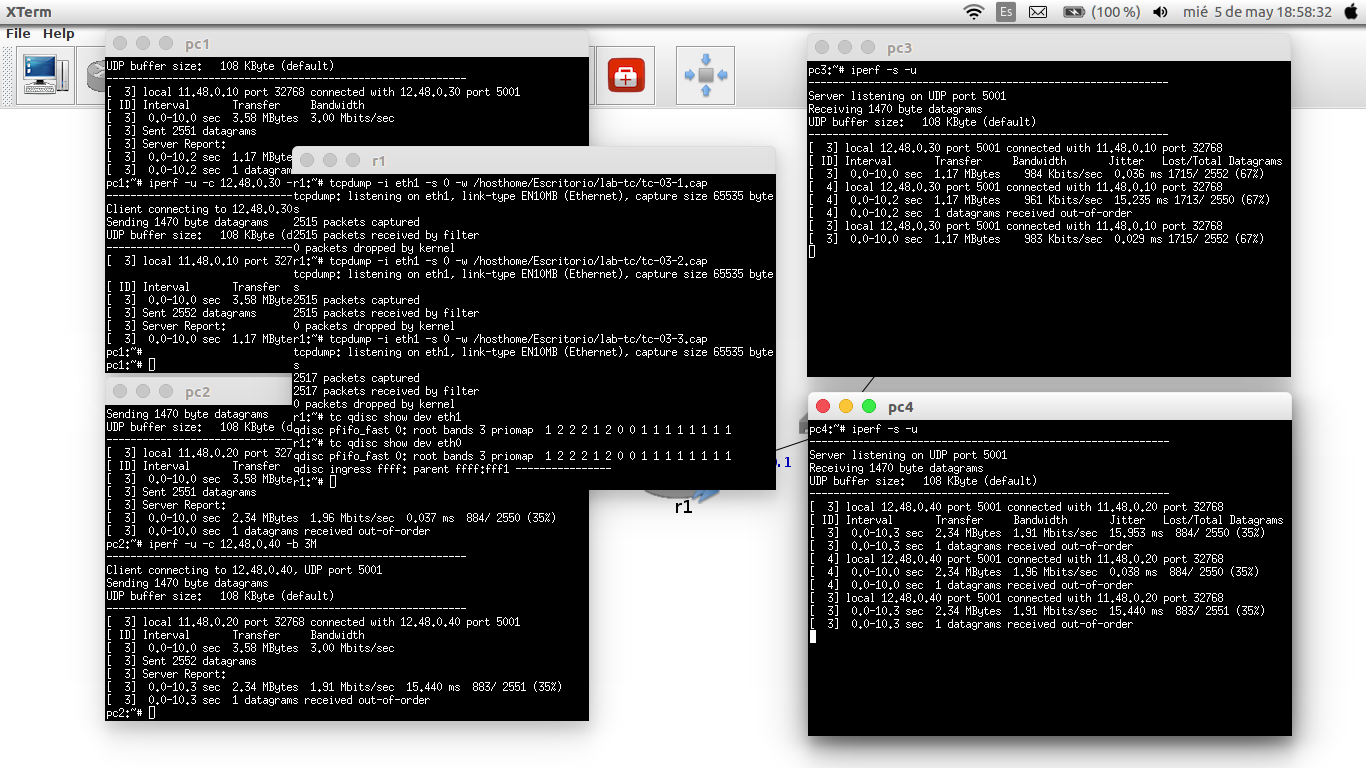 XTerm
Es
(100 %)
mié 5 de may 18:58:32
File Help
pc1
UDP buffer size:   108 KByte (default)
------------------------------------------------------------
[  3] local 11.48.0.10 port 32768 connected with 12.48.0.30 port 5001
[ ID] Interval       Transfer     Bandwidth
[  3]  0.0-10.0 sec  3.58 MBytes  3.00 Mbits/sec
[  3] Sent 2551 datagrams
[  3] Server Report:
[  3]  0.0-10.2 sec  1.17 MByte
[  3]  0.0-10.2 sec  1 datagram
pc1:~# iperf -u -c 12.48.0.30 -
------------------------------
Client connecting to 12.48.0.30
Sending 1470 byte datagrams
UDP buffer size:   108 KByte (d
------------------------------
[  3] local 11.48.0.10 port 327
[ ID] Interval       Transfer
[  3]  0.0-10.0 sec  3.58 MByte
[  3] Sent 2552 datagrams
[  3] Server Report:
[  3]  0.0-10.0 sec  1.17 MByte
pc1:~#
pc1:~#
r1
r1:~# tcpdump -i eth1 -s 0 -w /hosthome/Escritorio/lab-tc/tc-03-1.cap
tcpdump: listening on eth1, link-type EN10MB (Ethernet), capture size 65535 byte
s
2515 packets captured
2515 packets received by filter
0 packets dropped by kernel
r1:~# tcpdump -i eth1 -s 0 -w /hosthome/Escritorio/lab-tc/tc-03-2.cap
tcpdump: listening on eth1, link-type EN10MB (Ethernet), capture size 65535 byte
s
2515 packets captured
2515 packets received by filter
0 packets dropped by kernel
r1:~# tcpdump -i eth1 -s 0 -w /hosthome/Escritorio/lab-tc/tc-03-3.cap
tcpdump: listening on eth1, link-type EN10MB (Ethernet), capture size 65535 byte
s
2517 packets captured
2517 packets received by filter
0 packets dropped by kernel
r1:~# tc qdisc show dev eth1
qdisc pfifo_fast 0: root bands 3 priomap  1 2 2 2 1 2 0 0 1 1 1 1 1 1 1 1
r1:~# tc qdisc show dev eth0
qdisc pfifo_fast 0: root bands 3 priomap  1 2 2 2 1 2 0 0 1 1 1 1 1 1 1 1
qdisc ingress ffff: parent ffff:fff1 ----------------
r1:~#
pc2
Sending 1470 byte datagrams
UDP buffer size:   108 KByte (d
------------------------------
[  3] local 11.48.0.20 port 327
[ ID] Interval       Transfer
[  3]  0.0-10.0 sec  3.58 MByte
[  3] Sent 2551 datagrams
[  3] Server Report:
[  3]  0.0-10.0 sec  2.34 MBytes  1.96 Mbits/sec  0.037 ms  884/ 2550 (35%)
[  3]  0.0-10.0 sec  1 datagrams received out-of-order
pc2:~# iperf -u -c 12.48.0.40 -b 3M
------------------------------------------------------------
Client connecting to 12.48.0.40, UDP port 5001
Sending 1470 byte datagrams
UDP buffer size:   108 KByte (default)
------------------------------------------------------------
[  3] local 11.48.0.20 port 32768 connected with 12.48.0.40 port 5001
[ ID] Interval       Transfer     Bandwidth
[  3]  0.0-10.0 sec  3.58 MBytes  3.00 Mbits/sec
[  3] Sent 2552 datagrams
[  3] Server Report:
[  3]  0.0-10.3 sec  2.34 MBytes  1.91 Mbits/sec  15.440 ms  883/ 2551 (35%)
[  3]  0.0-10.3 sec  1 datagrams received out-of-order
pc2:~#
.1
r1
pc3
pc3:~# iperf -s -u
------------------------------------------------------------
Server listening on UDP port 5001
Receiving 1470 byte datagrams
UDP buffer size:   108 KByte (default)
------------------------------------------------------------
[  3] local 12.48.0.30 port 5001 connected with 11.48.0.10 port 32768
[ ID] Interval       Transfer     Bandwidth       Jitter   Lost/Total Datagrams
[  3]  0.0-10.0 sec  1.17 MBytes    984 Kbits/sec  0.036 ms 1715/ 2552 (67%)
[  4] local 12.48.0.30 port 5001 connected with 11.48.0.10 port 32768
[  4]  0.0-10.2 sec  1.17 MBytes    961 Kbits/sec  15.235 ms 1713/ 2550 (67%)
[  4]  0.0-10.2 sec  1 datagrams received out-of-order
[  3] local 12.48.0.30 port 5001 connected with 11.48.0.10 port 32768
[  3]  0.0-10.0 sec  1.17 MBytes    983 Kbits/sec  0.029 ms 1715/ 2552 (67%)
pc4
pc4:~# iperf -s -u
------------------------------------------------------------
Server listening on UDP port 5001
Receiving 1470 byte datagrams
UDP buffer size:   108 KByte (default)
------------------------------------------------------------
[  3] local 12.48.0.40 port 5001 connected with 11.48.0.20 port 32768
[ ID] Interval       Transfer     Bandwidth       Jitter   Lost/Total Datagrams
[  3]  0.0-10.3 sec  2.34 MBytes  1.91 Mbits/sec  15.953 ms  884/ 2550 (35%)
[  3]  0.0-10.3 sec  1 datagrams received out-of-order
[  4] local 12.48.0.40 port 5001 connected with 11.48.0.20 port 32768
[  4]  0.0-10.0 sec  2.34 MBytes  1.96 Mbits/sec  0.038 ms  884/ 2550 (35%)
[  4]  0.0-10.0 sec  1 datagrams received out-of-order
[  3] local 12.48.0.40 port 5001 connected with 11.48.0.20 port 32768
[  3]  0.0-10.3 sec  2.34 MBytes  1.91 Mbits/sec  15.440 ms  883/ 2551 (35%)
[  3]  0.0-10.3 sec  1 datagrams received out-of-order